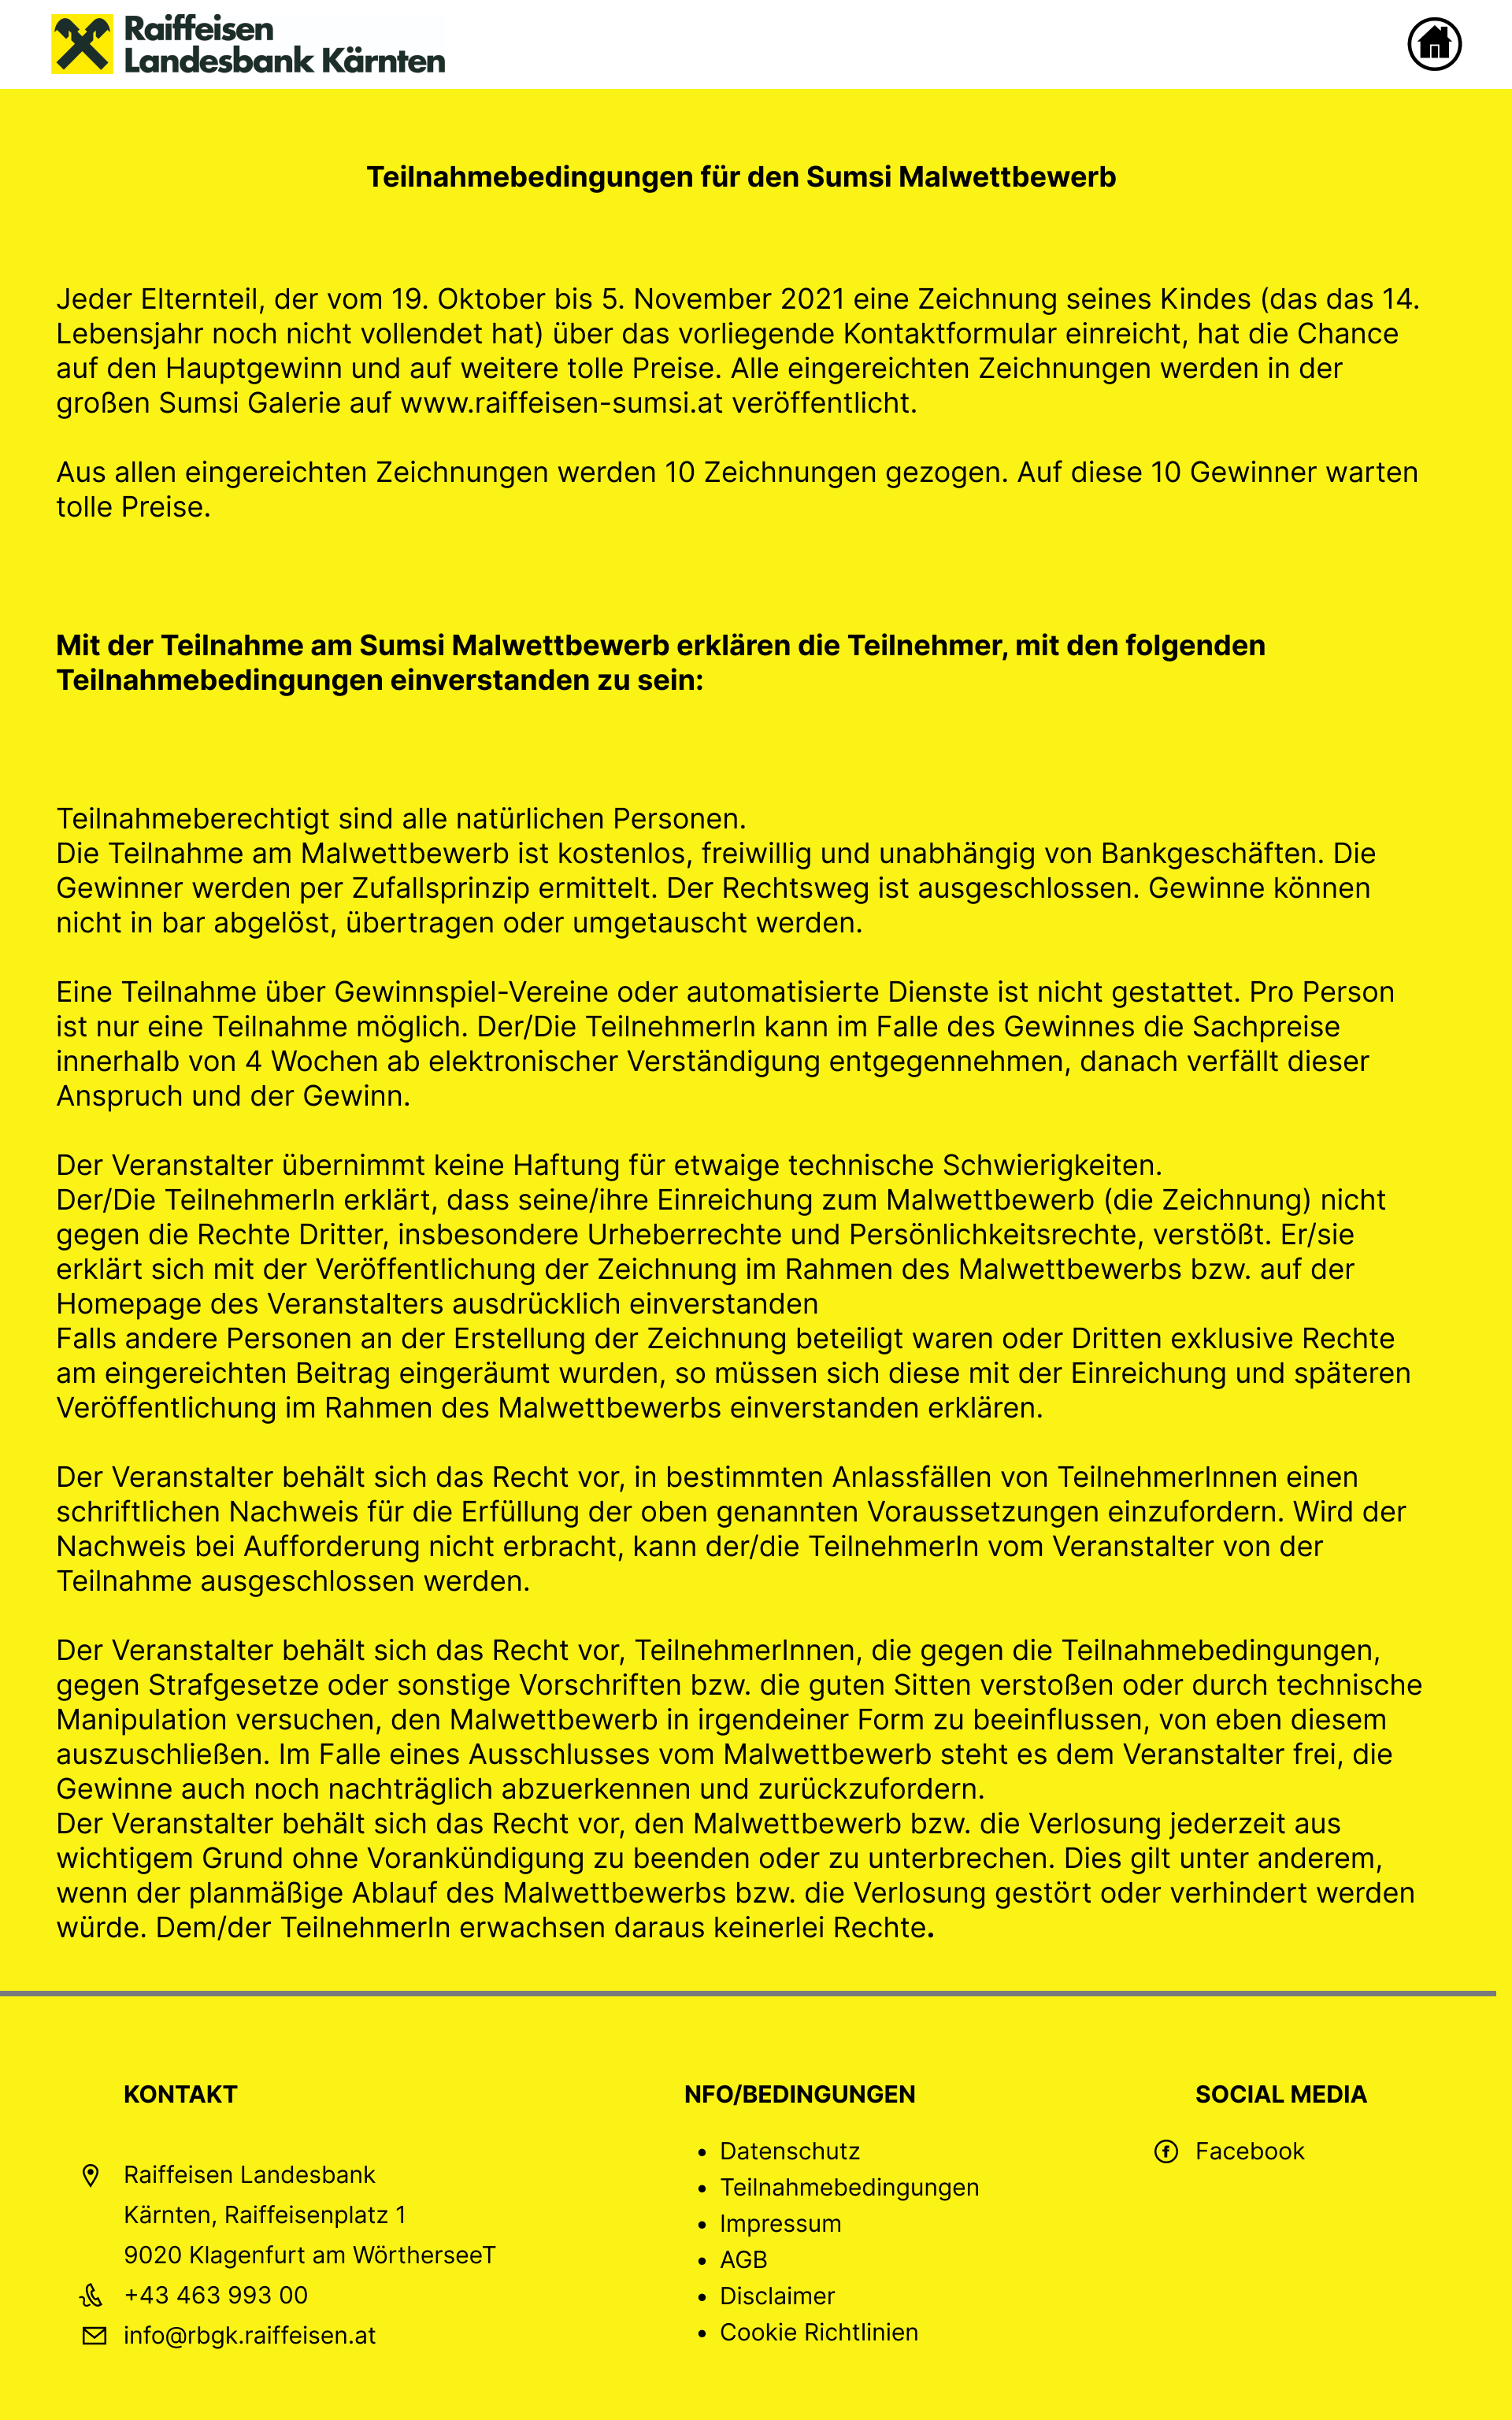 Raiffeisen
Landesbank Kärnten
Teilnahmebedingungen für den Sumsi Malwettbewerb
Jeder Elternteil, der vom 19. Oktober bis 5. November 2021 eine Zeichnung seines Kindes (das das 14.
Lebensjahr noch nicht vollendet hat) über das vorliegende Kontaktformular einreicht, hat die Chance
auf den Hauptgewinn und auf weitere tolle Preise. Alle eingereichten Zeichnungen werden in der
großen Sumsi Galerie auf www.raiffeisen-sumsi.at veröffentlicht.
Aus allen eingereichten Zeichnungen werden 10 Zeichnungen gezogen. Auf diese 10 Gewinner warten
tolle Preise.
Mit der Teilnahme am Sumsi Malwettbewerb erklären die Teilnehmer, mit den folgenden
Teilnahmebedingungen einverstanden zu sein:
Teilnahmeberechtigt sind alle natürlichen Personen.
Die Teilnahme am Malwettbewerb ist kostenlos, freiwillig und unabhängig von Bankgeschäften. Die
Gewinner werden per Zufallsprinzip ermittelt. Der Rechtsweg ist ausgeschlossen. Gewinne können
nicht in bar abgelöst, übertragen oder umgetauscht werden.
Eine Teilnahme über Gewinnspiel-Vereine oder automatisierte Dienste ist nicht gestattet. Pro Person
ist nur eine Teilnahme möglich. Der/Die TeilnehmerIn kann im Falle des Gewinnes die Sachpreise
innerhalb von 4 Wochen ab elektronischer Verständigung entgegennehmen, danach verfällt dieser
Anspruch und der Gewinn.
Der Veranstalter übernimmt keine Haftung für etwaige technische Schwierigkeiten.
Der/Die TeilnehmerIn erklärt, dass seine/ihre Einreichung zum Malwettbewerb (die Zeichnung) nicht
gegen die Rechte Dritter, insbesondere Urheberrechte und Persönlichkeitsrechte, verstößt. Er/sie
erklärt sich mit der Veröffentlichung der Zeichnung im Rahmen des Malwettbewerbs bzw. auf der
Homepage des Veranstalters ausdrücklich einverstanden
Falls andere Personen an der Erstellung der Zeichnung beteiligt waren oder Dritten exklusive Rechte
am eingereichten Beitrag eingeräumt wurden, so müssen sich diese mit der Einreichung und späteren
Veröffentlichung im Rahmen des Malwettbewerbs einverstanden erklären.
Der Veranstalter behält sich das Recht vor, in bestimmten Anlassfällen von TeilnehmerInnen einen
schriftlichen Nachweis für die Erfüllung der oben genannten Voraussetzungen einzufordern. Wird der
Nachweis bei Aufforderung nicht erbracht, kann der/die TeilnehmerIn vom Veranstalter von der
Teilnahme ausgeschlossen werden.
Der Veranstalter behält sich das Recht vor, TeilnehmerInnen, die gegen die Teilnahmebedingungen,
gegen Strafgesetze oder sonstige Vorschriften bzw. die guten Sitten verstoßen oder durch technische
Manipulation versuchen, den Malwettbewerb in irgendeiner Form zu beeinflussen, von eben diesem
auszuschließen. Im Falle eines Ausschlusses vom Malwettbewerb steht es dem Veranstalter frei, die
Gewinne auch noch nachträglich abzuerkennen und zurückzufordern.
Der Veranstalter behält sich das Recht vor, den Malwettbewerb bzw. die Verlosung jederzeit aus
wichtigem Grund ohne Vorankündigung zu beenden oder zu unterbrechen. Dies gilt unter anderem,
wenn der planmäßige Ablauf des Malwettbewerbs bzw. die Verlosung gestört oder verhindert werden
würde. Dem/der TeilnehmerIn erwachsen daraus keinerlei Rechte.
KONTAKT
Raiffeisen Landesbank
Kärnten, Raiffeisenplatz 1
9020 Klagenfurt am WörtherseeT
+43 463 993 00
info@rbgk.raiffeisen.at
NFO/BEDINGUNGEN
• Datenschutz
• Teilnahmebedingungen
• Impressum
• AGB
• Disclaimer
• Cookie Richtlinien
SOCIAL MEDIA
Facebook